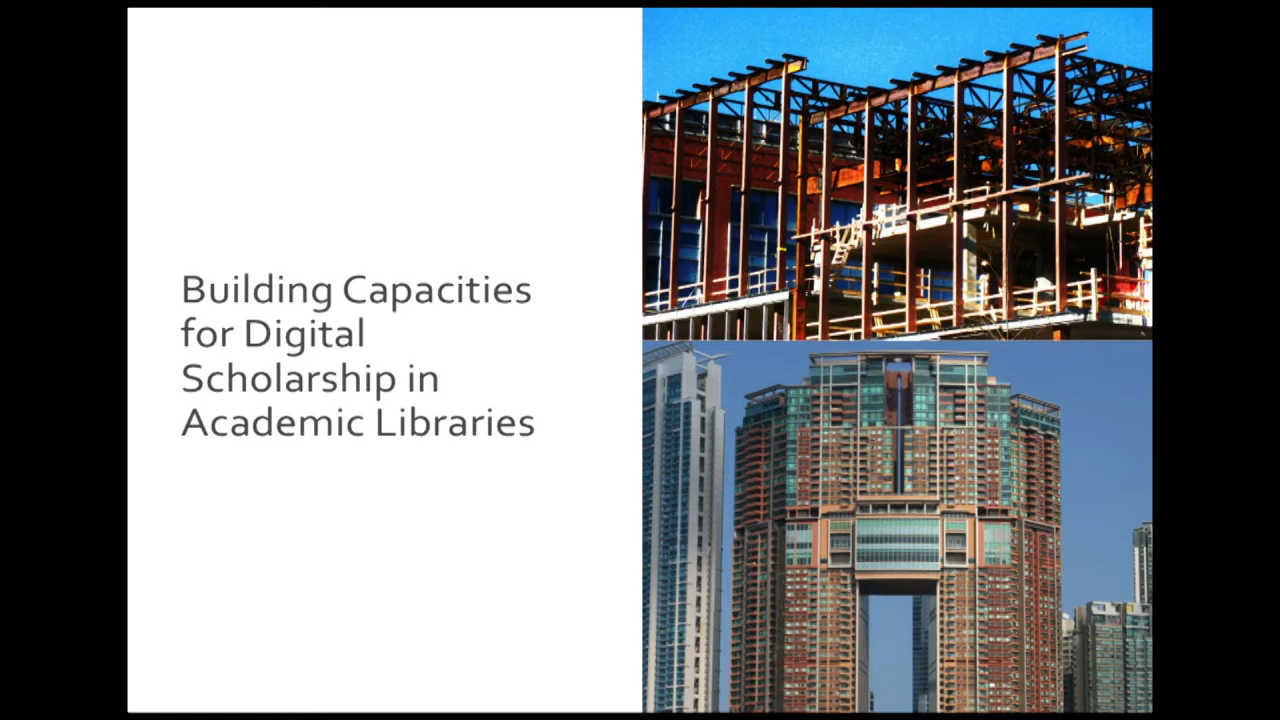 Building Capacities
for Digital
Scholarship in
Academic Libraries